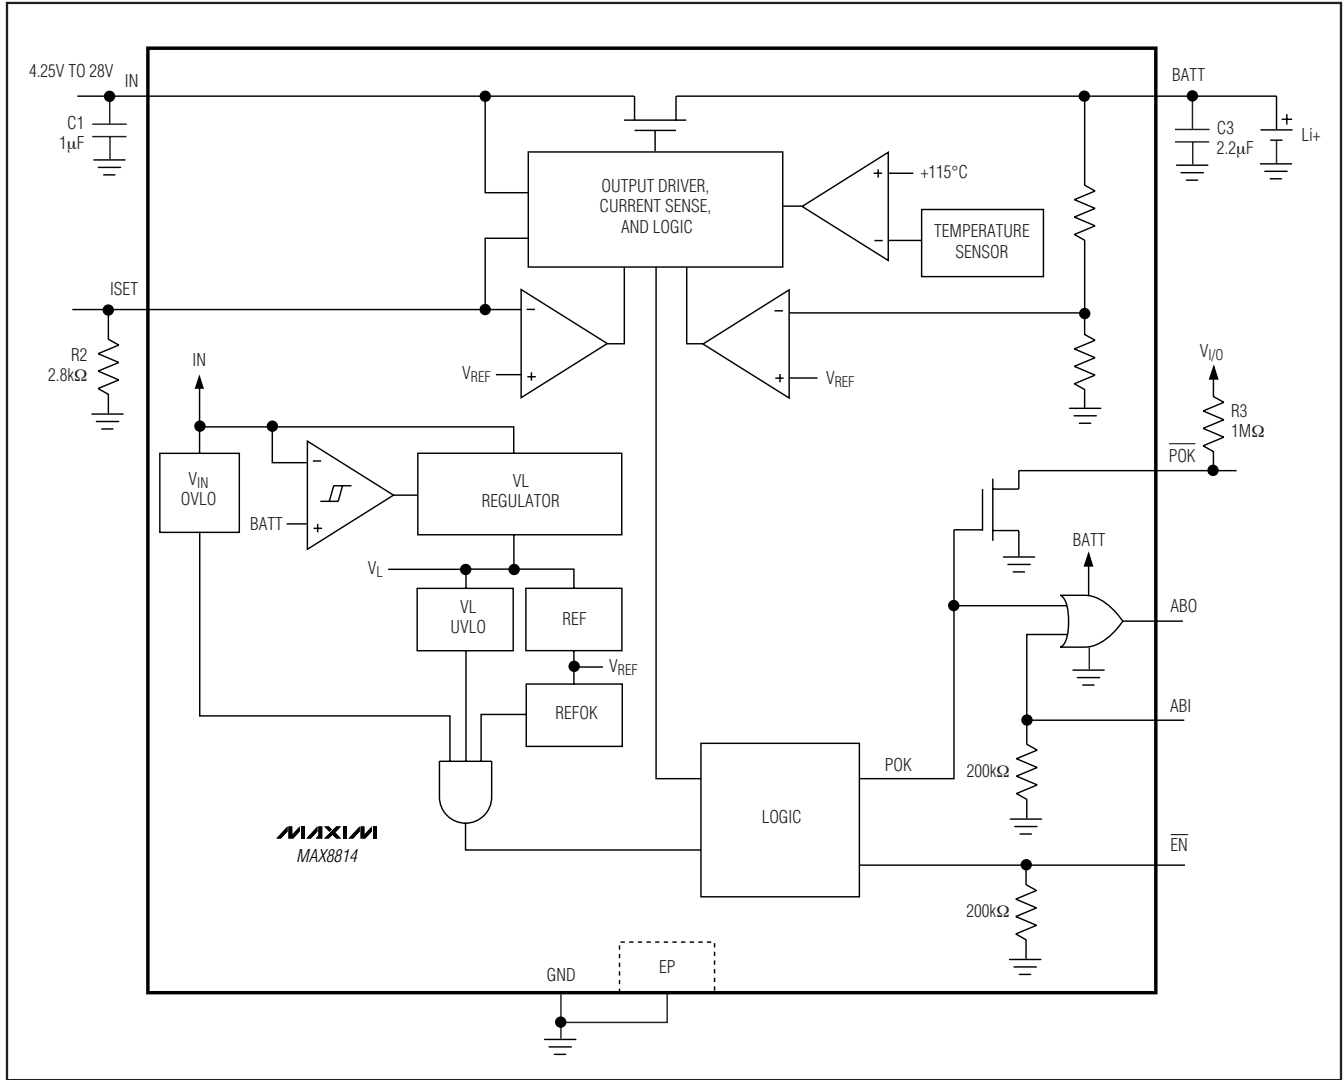 4.25V TO 28V
IN
BATT
C1
1µF
C3
2.2µF
+
Li+
OUTPUT DRIVER,
CURRENT SENSE,
AND LOGIC
+
+115°C
−
TEMPERATURE
SENSOR
ISET
−
VREF
+
−
+
VREF
R2
2.8kΩ
IN
VI/O
R3
1MΩ
POK
VIN
OVLO
−
BATT
+
VL
REGULATOR
VL
BATT
VL
UVLO
REF
ABO
VREF
REFOK
ABI
POK
200kΩ
LOGIC
MAXIM
MAX8814
EN
200kΩ
GND
EP